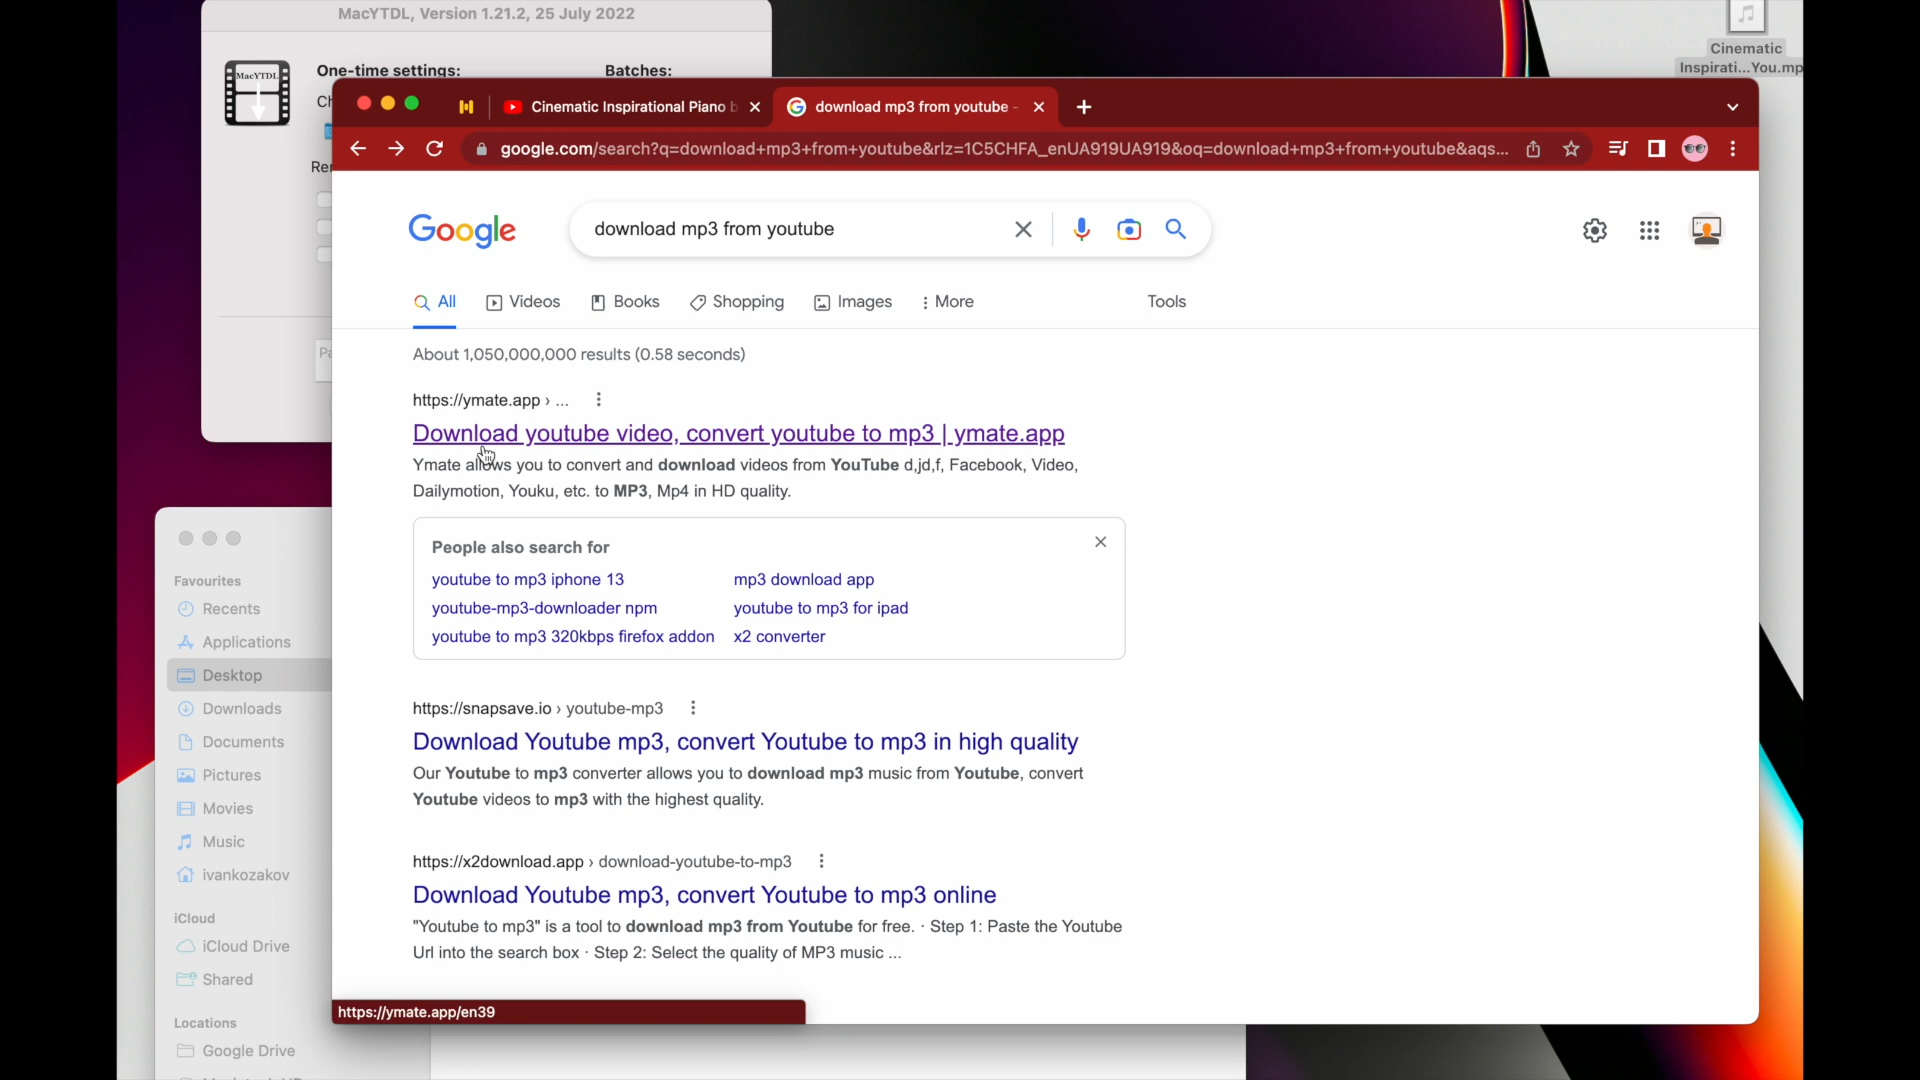 MacYTDL, Version 1.21.2, 25 July 2022
MacYTDL
One-time settings:
Batches:
Cinematic
Inspirati...You.mp
Cinematic Inspirational Piano b
download mp3 from youtube -
google.com/search?q=download+mp3+from+youtube&rlz=1C5CHFA_enUA919UA919&oq=download+mp3+from+youtube&aqs...
Google
download mp3 from youtube
All
Videos
Books
Shopping
Images
More
Tools
About 1,050,000,000 results (0.58 seconds)
https://ymate.app › ...
Download youtube video, convert youtube to mp3 | ymate.app
Ymate allows you to convert and download videos from YouTube d,jd,f, Facebook, Video,
Dailymotion, Youku, etc. to MP3, Mp4 in HD quality.
People also search for
youtube to mp3 iphone 13
mp3 download app
youtube-mp3-downloader npm
youtube to mp3 for ipad
youtube to mp3 320kbps firefox addon
x2 converter
https://snapsave.io › youtube-mp3
Download Youtube mp3, convert Youtube to mp3 in high quality
Our Youtube to mp3 converter allows you to download mp3 music from Youtube, convert
Youtube videos to mp3 with the highest quality.
https://x2download.app › download-youtube-to-mp3
Download Youtube mp3, convert Youtube to mp3 online
"Youtube to mp3" is a tool to download mp3 from Youtube for free. · Step 1: Paste the Youtube
Url into the search box · Step 2: Select the quality of MP3 music ...
https://ymate.app/en39
Favourites
Recents
Applications
Desktop
Downloads
Documents
Pictures
Movies
Music
ivankozakov
iCloud
iCloud Drive
Shared
Locations
Google Drive